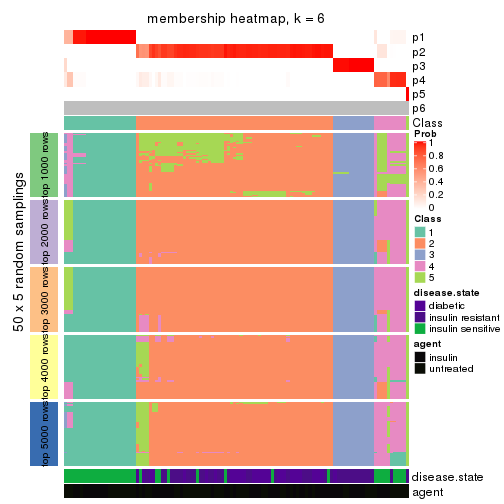 membership heatmap, k = 6
p1
p2
p3
p4
p5
p6
Class
50 x 5 random samplings
top 1000 rows
top 2000 rows
top 3000 rows
top 4000 rows
top 5000 rows
Prob
1
0.8
0.6
0.4
0.2
0
Class
1
2
3
4
5
disease.state
diabetic
insulin resistant
insulin sensitive
agent
insulin
untreated
disease.state
agent